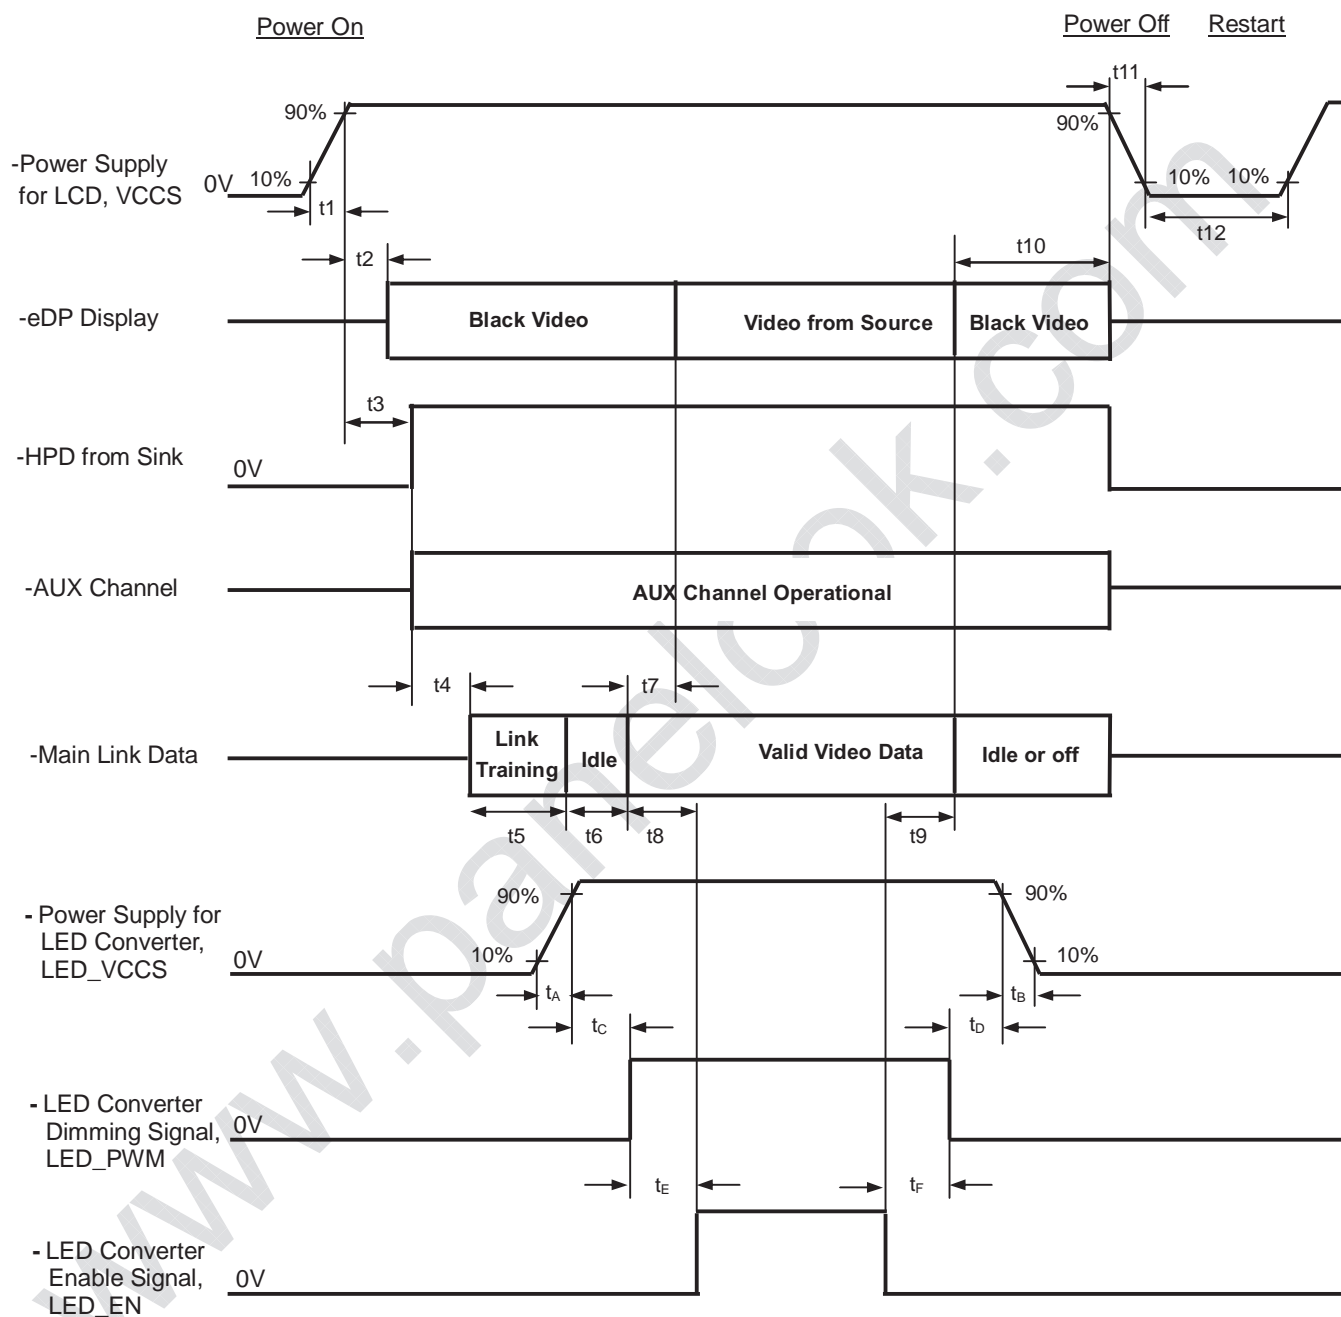 Power On
Power Off
Restart
t11
90%
90%
-Power Supply
for LCD, VCCS
0V
10%
10%
10%
t1
t12
t2
t10
-eDP Display
Black Video
Video from Source
Black Video
t3
-HPD from Sink
0V
-AUX Channel
AUX Channel Operational
t4
t7
-Main Link Data
Link
Training
Idle
Valid Video Data
Idle or off
t5
t6
t8
t9
- Power Supply for
LED Converter,
LED_VCCS
0V
90%
10%
90%
10%
tA
tB
tC
tD
- LED Converter
Dimming Signal,
LED_PWM
0V
tE
tF
- LED Converter
Enable Signal,
LED_EN
0V
www.panelook.com